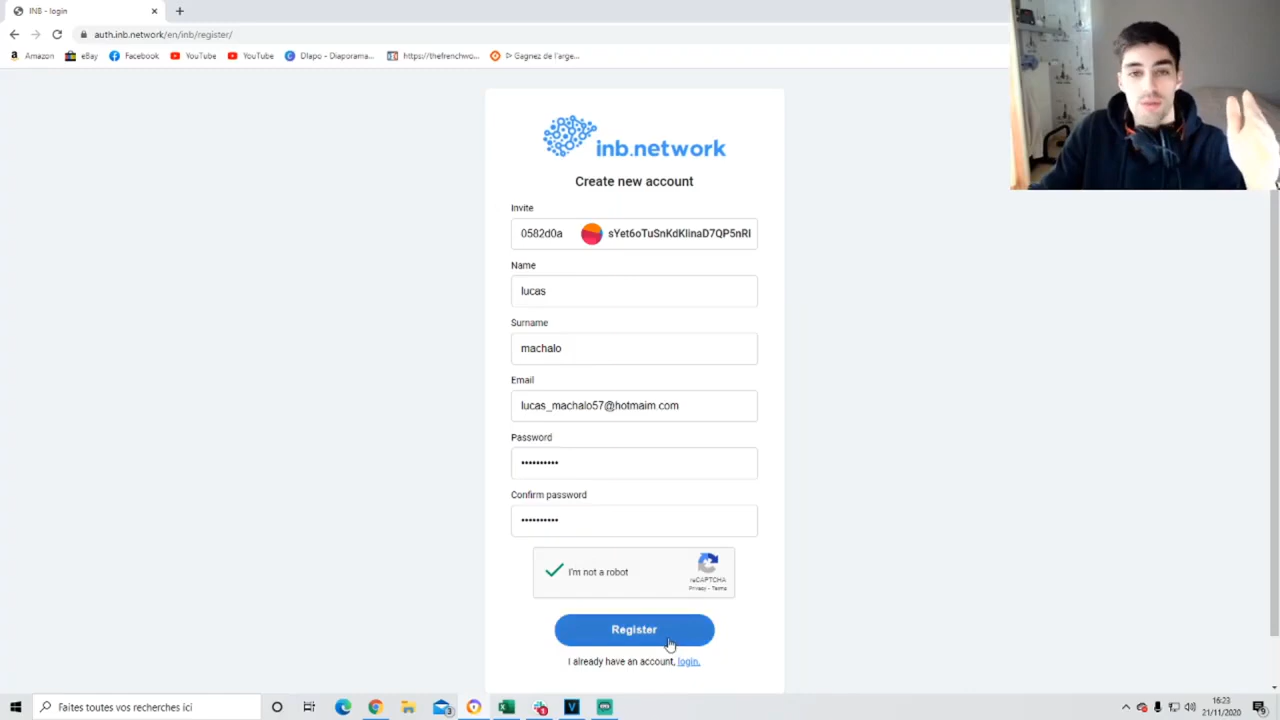 INB - login
auth.inb.network/en/inb/register/
Amazon eBay Facebook YouTube YouTube Diapo - Diaporama... https://thefrenchwo... Gagnez de l'arge...
inb.network
Create new account
Invite
0582d0a sYet6oTuSnKdKlinaD7QP5nRl
Name
lucas
Surname
machalo
Email
lucas_machalo57@hotmaim.com
Password
••••••••••
Confirm password
••••••••••
I'm not a robot
reCAPTCHA
Privacy - Terms
Register
I already have an account, login.
Faites toutes vos recherches ici
16:23
21/11/2020